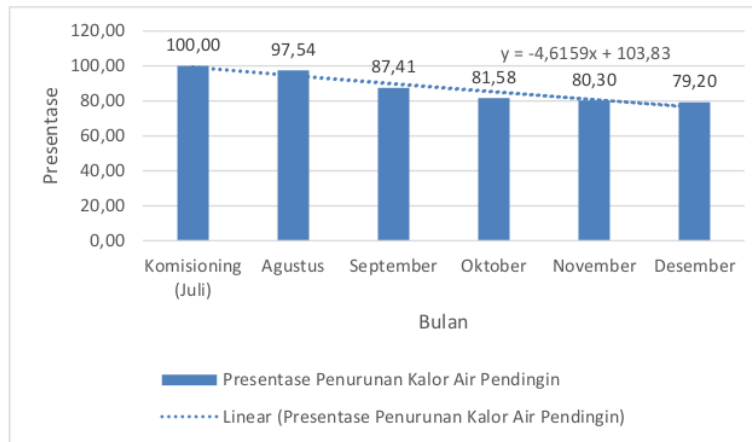 120,00
100,00
80,00
60,00
40,00
20,00
0,00
Presentase
100,00
97,54
87,41
81,58
80,30
79,20
y = -4,6159x + 103,83
Komisioning
(Juli)
Agustus
September
Oktober
November
Desember
Bulan
Presentase Penurunan Kalor Air Pendingin
Linear (Presentase Penurunan Kalor Air Pendingin)